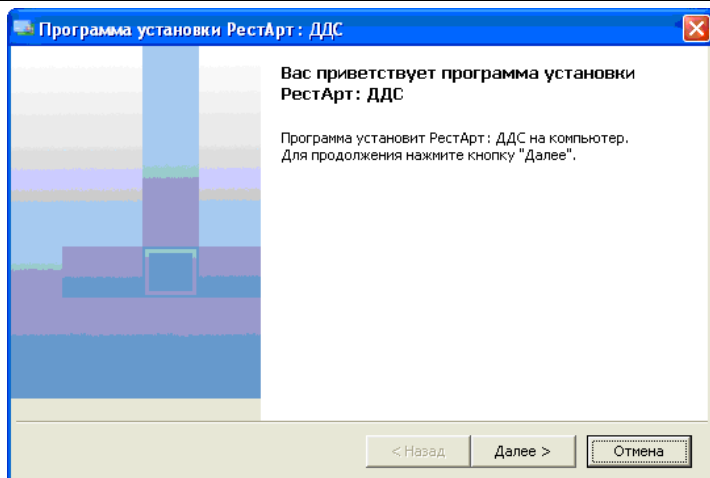 Программа установки РестАрт: ДДС
Вас приветствует программа установки
РестАрт: ДДС
Программа установит РестАрт: ДДС на компьютер.
Для продолжения нажмите кнопку "Далее".
< Назад
Далее >
Отмена